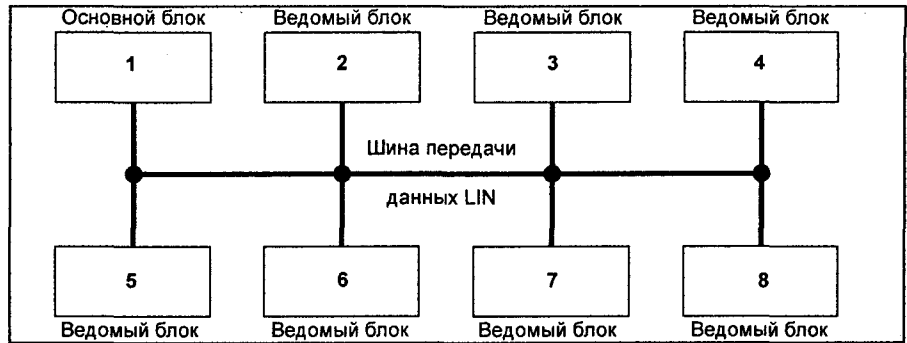 Основной блок Ведомый блок Ведомый блок Ведомый блок
1 2 3 4
Шина передачи
данных LIN
5 6 7 8
Ведомый блок Ведомый блок Ведомый блок Ведомый блок